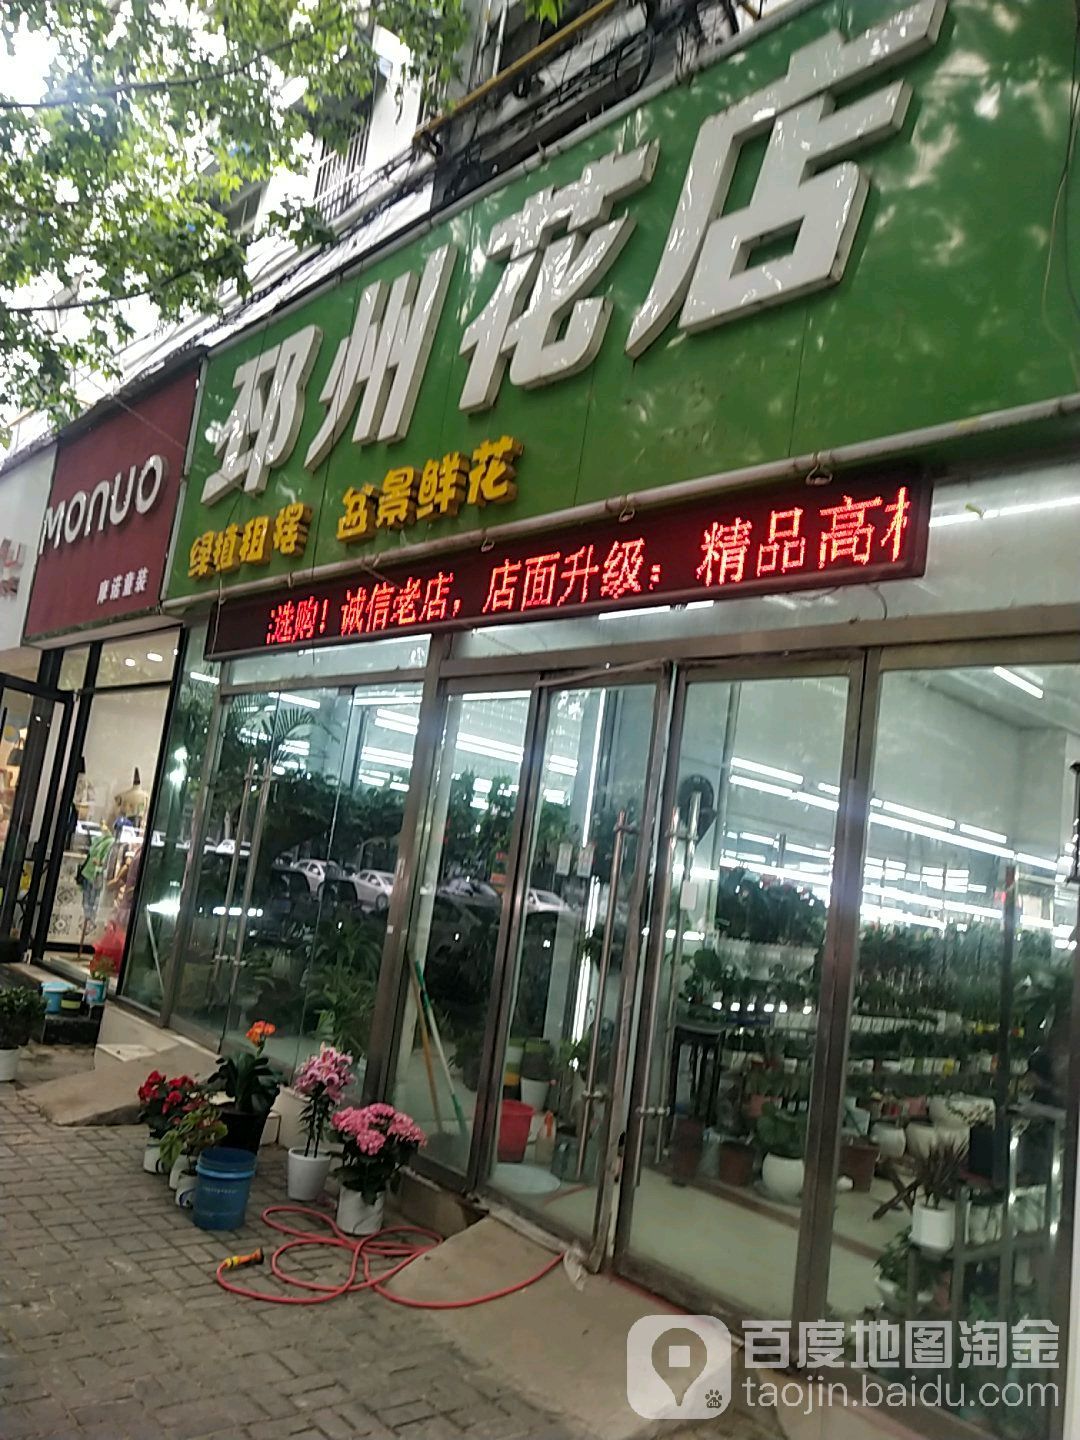 邳州花店
绿植租摆 盆景鲜花
选购！诚信老店，店面升级：精品高
MONUO
摩诺童装
百度地图淘金
taojin.baidu.com